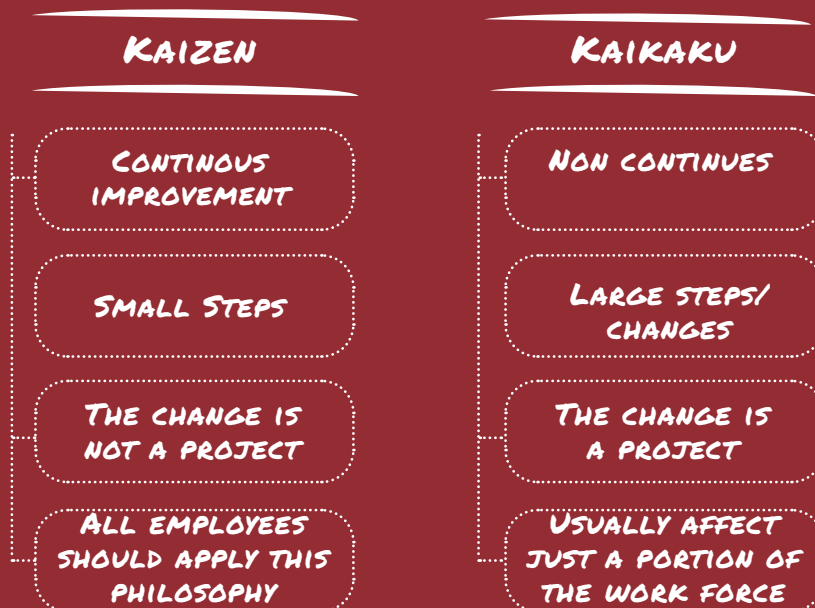 Kaizen
Continous
improvement
Small Steps
The change is
not a project
All employees
should apply this
philosophy
Kaikaku
Non continues
Large steps/
changes
The change is
a project
Usually affect
just a portion of
the work force